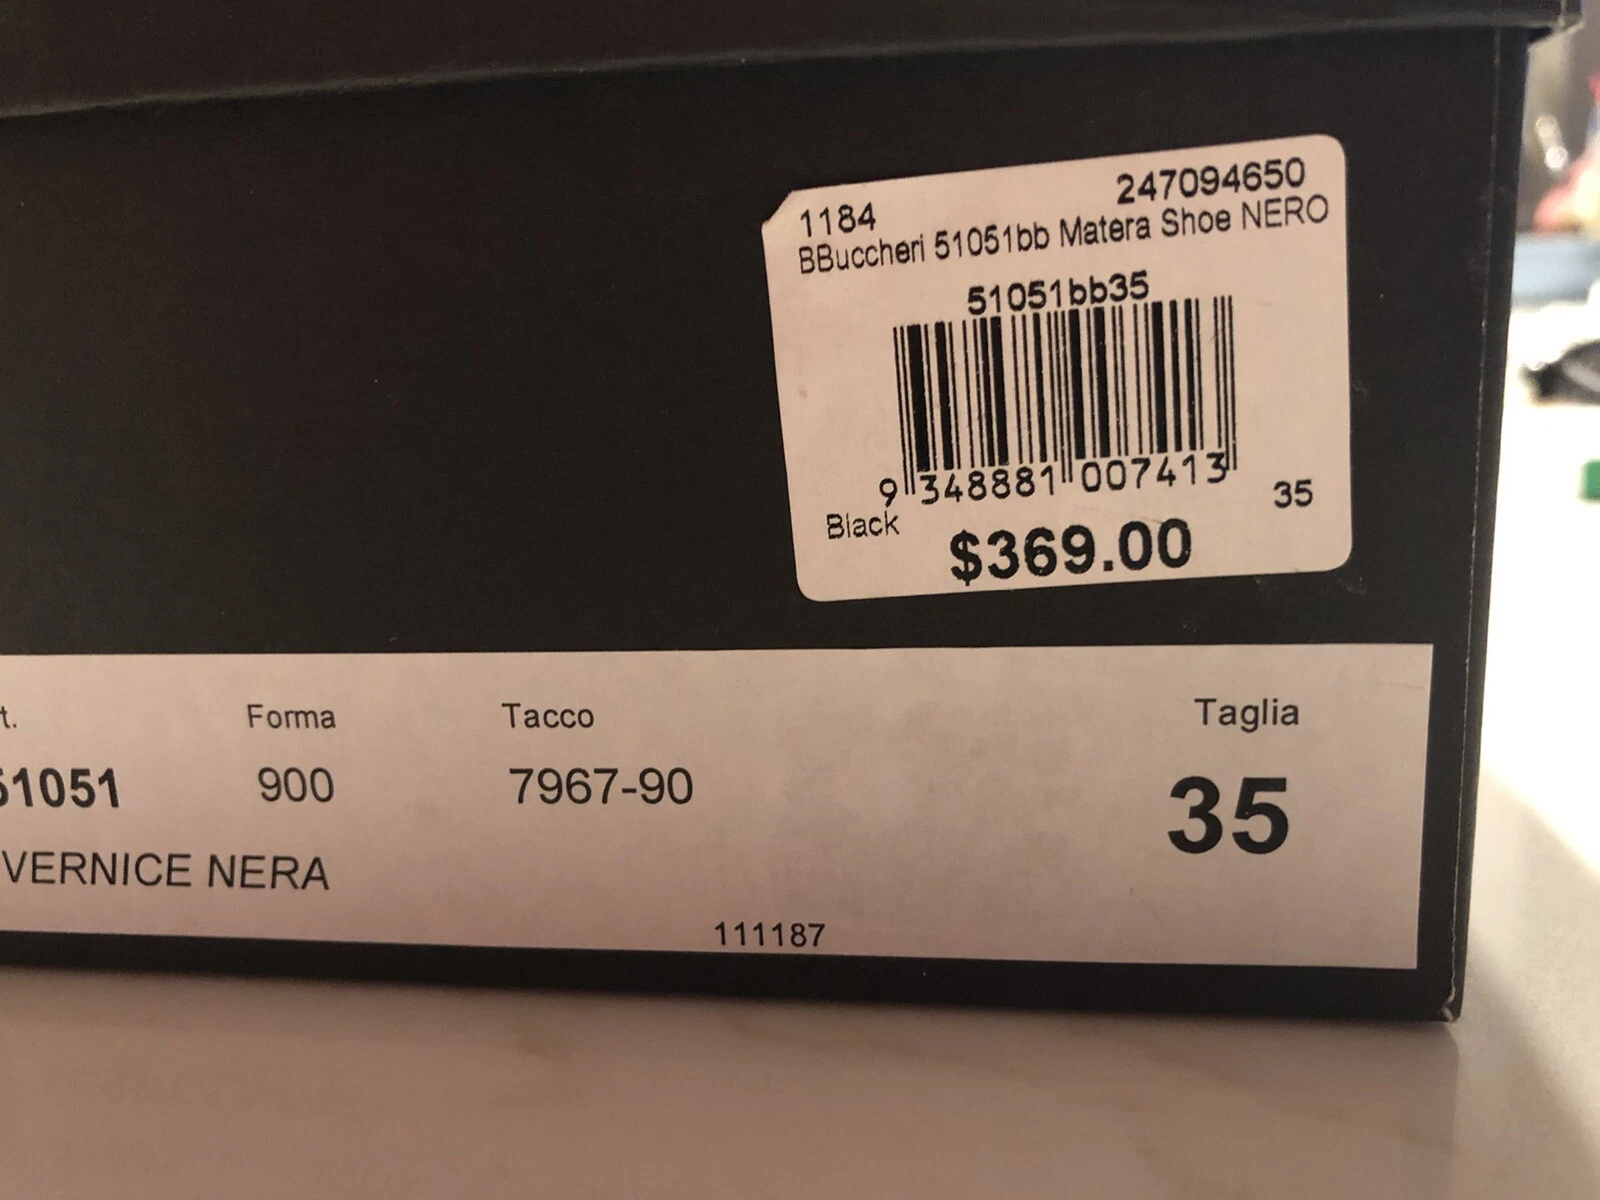 1184 247094650
BBuccheri 51051bb Matera Shoe NERO
51051bb35
9 348881 007413
Black 35
$369.00
t. Forma Tacco Taglia
51051 900 7967-90 35
VERNICE NERA
111187